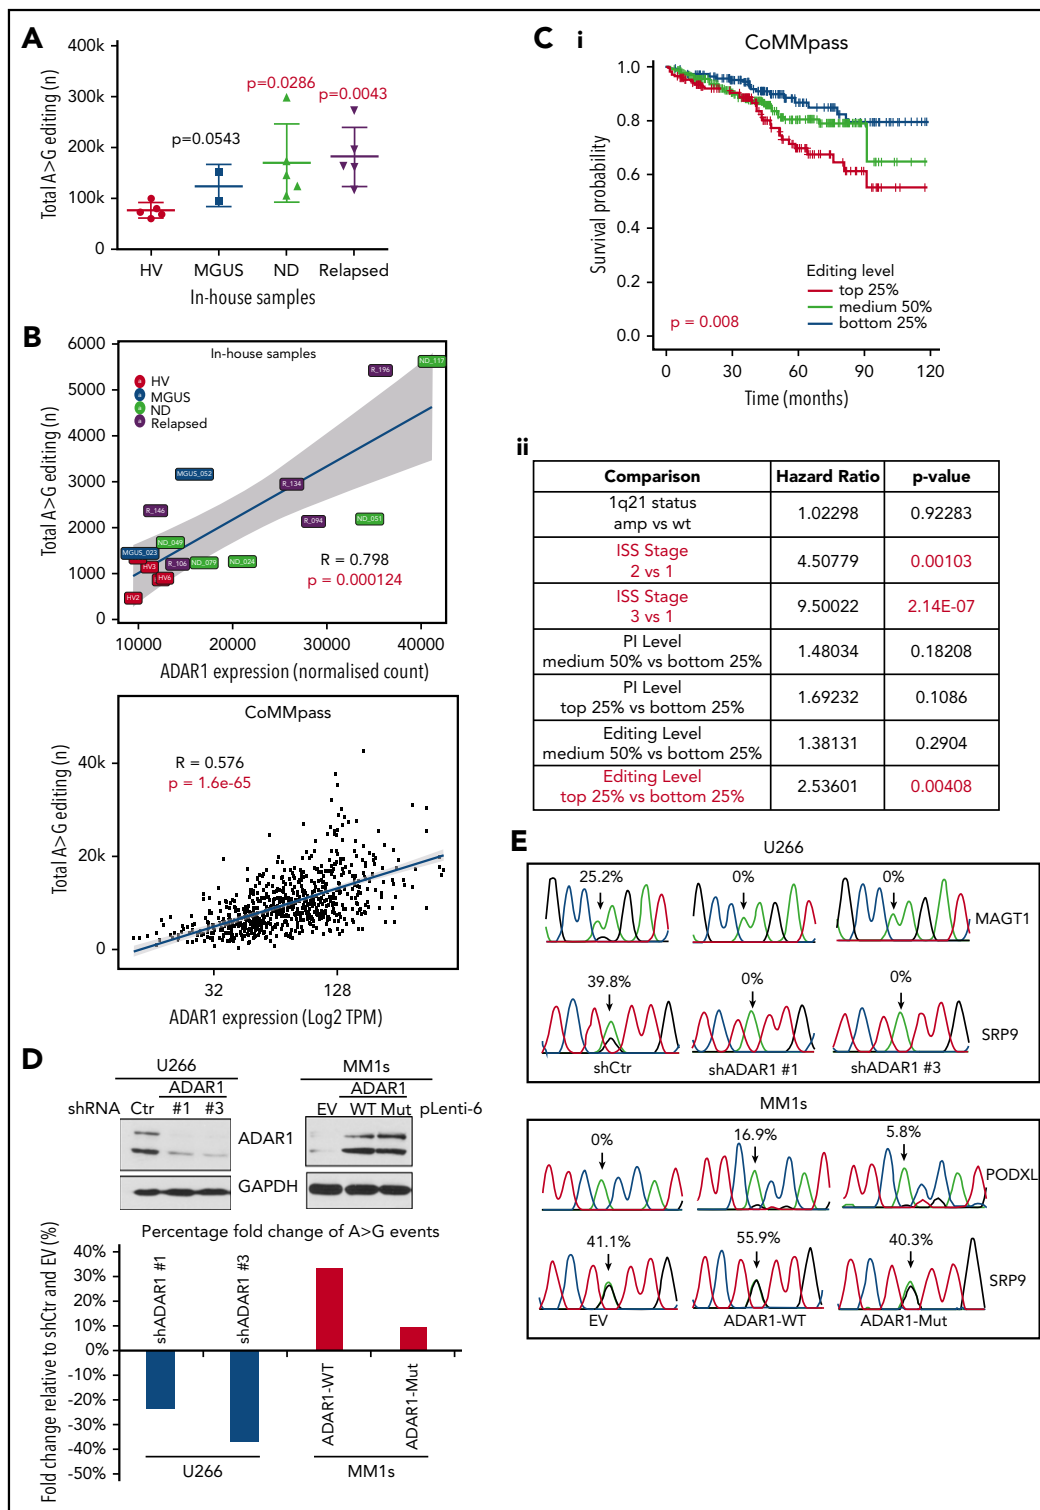 A
400k
300k
200k
100k
0
Total A>G editing (n)
p=0.0543
p=0.0286
p=0.0043
HV
MGUS
ND
Relapsed
In-house samples
B
In-house samples
HV
MGUS
ND
Relapsed
6000
5000
4000
3000
2000
1000
0
Total A>G editing (n)
R_196
ND_117
MGUS_052
R_134
R_146
R_094
ND_051
ND_049
MGUS_023
HV3
R_106
ND_079
ND_024
HV6
HV2
R = 0.798
p = 0.000124
10000
20000
30000
40000
ADAR1 expression (normalised count)
CoMMpass
R = 0.576
p = 1.6e-65
40k
20k
0
Total A>G editing (n)
32
128
ADAR1 expression (Log2 TPM)
C i
CoMMpass
1.0
0.8
0.6
0.4
0.2
0.0
Survival probability
Editing level
top 25%
medium 50%
bottom 25%
p = 0.008
0
30
60
90
120
Time (months)
ii
Comparison Hazard Ratio p-value
1q21 status
amp vs wt
1.02298 0.92283
ISS Stage
2 vs 1
4.50779 0.00103
ISS Stage
3 vs 1
9.50022 2.14E-07
PI Level
medium 50% vs bottom 25%
1.48034 0.18208
PI Level
top 25% vs bottom 25%
1.69232 0.1086
Editing Level
medium 50% vs bottom 25%
1.38131 0.2904
Editing Level
top 25% vs bottom 25%
2.53601 0.00408
D
U266
ADAR1
shRNA Ctr #1 #3
MM1s
ADAR1
EV WT Mut pLenti-6
ADAR1
GAPDH
Percentage fold change of A>G events
40%
30%
20%
10%
0%
-10%
-20%
-30%
-40%
-50%
Fold change relative to shCtr and EV (%)
shADAR1 #1
shADAR1 #3
ADAR1-WT
ADAR1-Mut
U266
MM1s
E
U266
25.2%
0%
0%
MAGT1
39.8%
0%
0%
SRP9
shCtr
shADAR1 #1
shADAR1 #3
MM1s
0%
16.9%
5.8%
PODXL
41.1%
55.9%
40.3%
SRP9
EV
ADAR1-WT
ADAR1-Mut